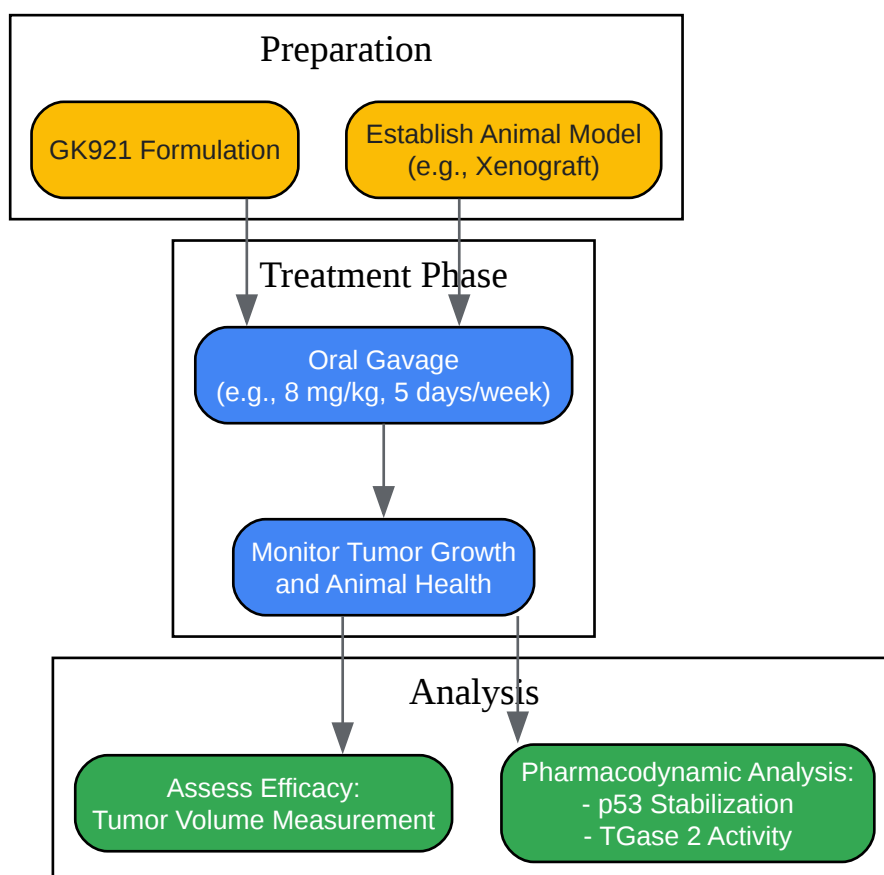 Preparation
GK921 Formulation
Establish Animal Model
(e.g., Xenograft)
Treatment Phase
Oral Gavage
(e.g., 8 mg/kg, 5 days/week)
Monitor Tumor Growth
and Animal Health
Analysis
Assess Efficacy:
Tumor Volume Measurement
Pharmacodynamic Analysis:
- p53 Stabilization
- TGase 2 Activity